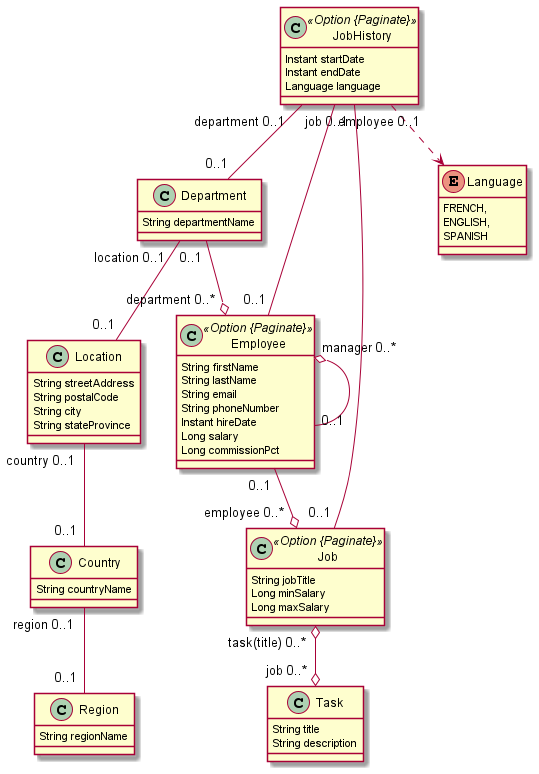 C
«Option {Paginate}»
JobHistory
Instant startDate
Instant endDate
Language language
department 0..1
job 0..1
employee 0..1
0..1
C Department
String departmentName
E Language
FRENCH,
ENGLISH,
SPANISH
location 0..1
0..1
department 0..*
0..1
0..1
C
«Option {Paginate}»
Employee
String firstName
String lastName
String email
String phoneNumber
Instant hireDate
Long salary
Long commissionPct
manager 0..*
0..1
C Location
String streetAddress
String postalCode
String city
String stateProvince
country 0..1
0..1
0..1
employee 0..*
0..1
C
«Option {Paginate}»
Job
String jobTitle
Long minSalary
Long maxSalary
C Country
String countryName
region 0..1
0..1
task(title) 0..*
job 0..*
C Region
String regionName
C Task
String title
String description